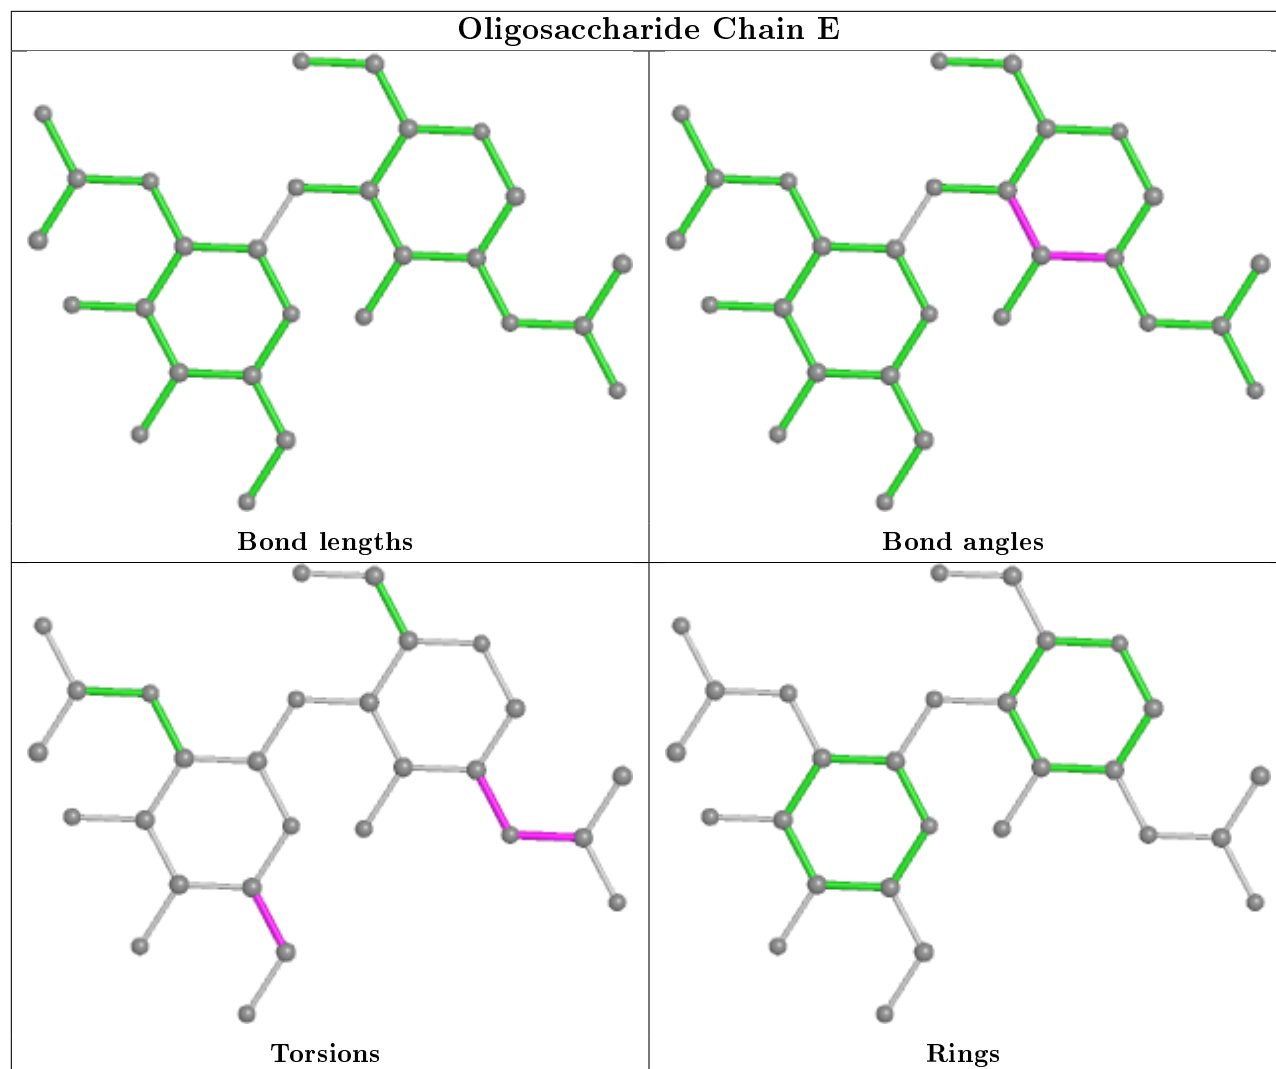 Oligosaccharide Chain E
Bond lengths
Bond angles
Torsions
Rings